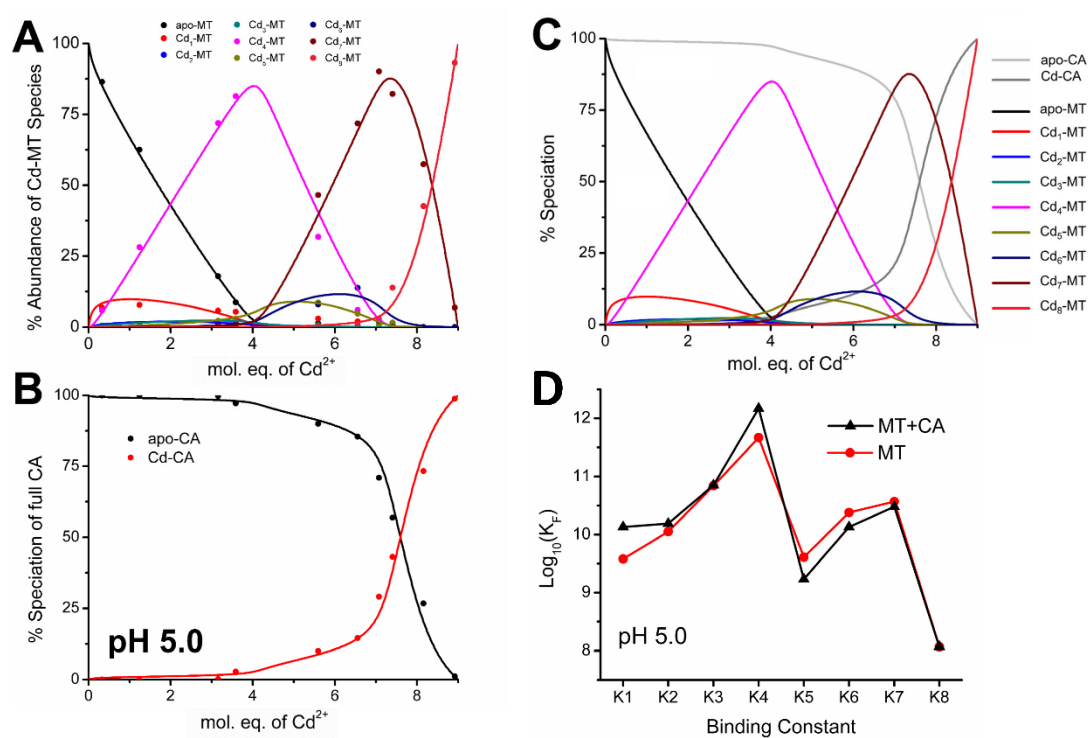 A
apo-MT
Cd₁-MT
Cd₂-MT
Cd₃-MT
Cd₄-MT
Cd₅-MT
Cd₆-MT
Cd₇-MT
Cd₈-MT
% Abundance of Cd-MT Species
100
75
50
25
0
0 2 4 6 8
mol. eq. of Cd²⁺
C
% Speciation
100
75
50
25
0
0 2 4 6 8
mol. eq. of Cd²⁺
apo-CA
Cd-CA
apo-MT
Cd₁-MT
Cd₂-MT
Cd₃-MT
Cd₄-MT
Cd₅-MT
Cd₆-MT
Cd₇-MT
Cd₈-MT
B
% Speciation of full CA
100
75
50
25
0
apo-CA
Cd-CA
pH 5.0
0 2 4 6 8
mol. eq. of Cd²⁺
D
Log₁₀(K_F)
12
11
10
9
8
MT+CA
MT
pH 5.0
K1 K2 K3 K4 K5 K6 K7 K8
Binding Constant